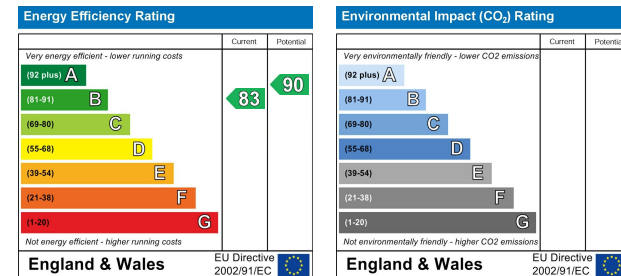 Energy Efficiency Rating
Current Potential
Very energy efficient - lower running costs
(92 plus) A
(81-91) B
(69-80) C
(55-68) D
(39-54) E
(21-38) F
(1-20) G
83
90
Not energy efficient - higher running costs
England & Wales
EU Directive
2002/91/EC
Environmental Impact (CO₂) Rating
Current Potentia
Very environmentally friendly - lower CO2 emissions
(92 plus) A
(81-91) B
(69-80) C
(55-68) D
(39-54) E
(21-38) F
(1-20) G
Not environmentally friendly - higher CO2 emissions
England & Wales
EU Directive
2002/91/EC